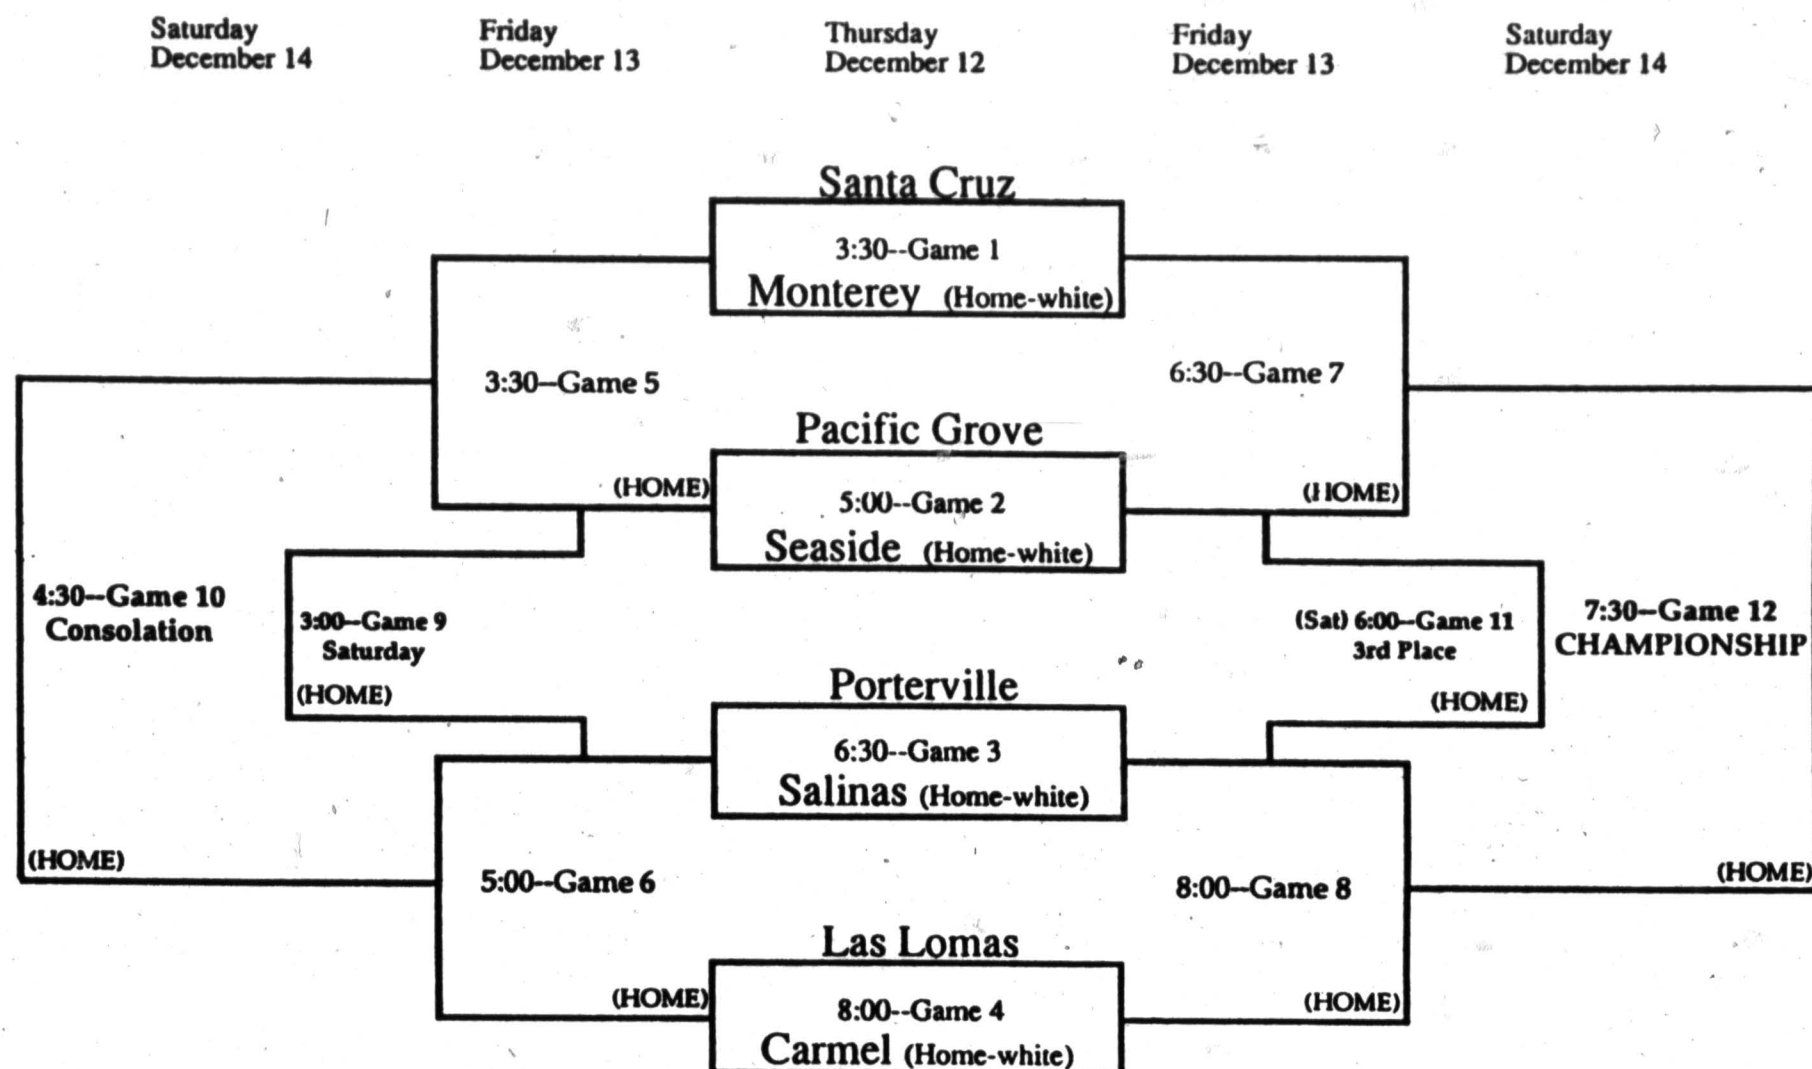 Saturday
December 14
Friday
December 13
Thursday
December 12
Friday
December 13
Saturday
December 14
Santa Cruz
3:30--Game 1
Monterey (Home-white)
3:30--Game 5
6:30--Game 7
Pacific Grove
(HOME)
5:00--Game 2
(HOME)
Seaside (Home-white)
4:30--Game 10
Consolation
3:00--Game 9
Saturday
(HOME)
(Sat) 6:00--Game 11
3rd Place
(HOME)
7:30--Game 12
CHAMPIONSHIP
Porterville
6:30--Game 3
Salinas (Home-white)
(HOME)
5:00--Game 6
8:00--Game 8
(HOME)
Las Lomas
(HOME)
8:00--Game 4
(HOME)
Carmel (Home-white)